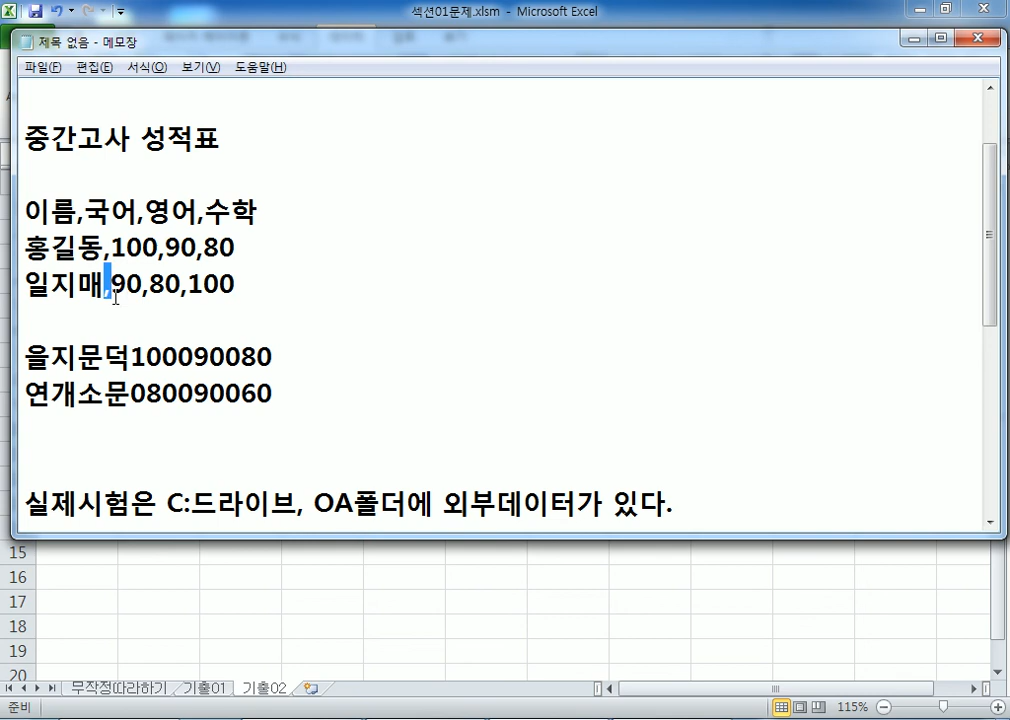 섹션01문제.xlsm - Microsoft Excel
제목 없음 - 메모장
파일(F) 편집(E) 서식(O) 보기(V) 도움말(H)
중간고사 성적표
이름,국어,영어,수학
홍길동,100,90,80
일지매,90,80,100
을지문덕100090080
연개소문080090060
실제시험은 C:드라이브, OA폴더에 외부데이터가 있다.
15
16
17
18
19
20
무작정따라하기 기출01 기출02
준비 115%